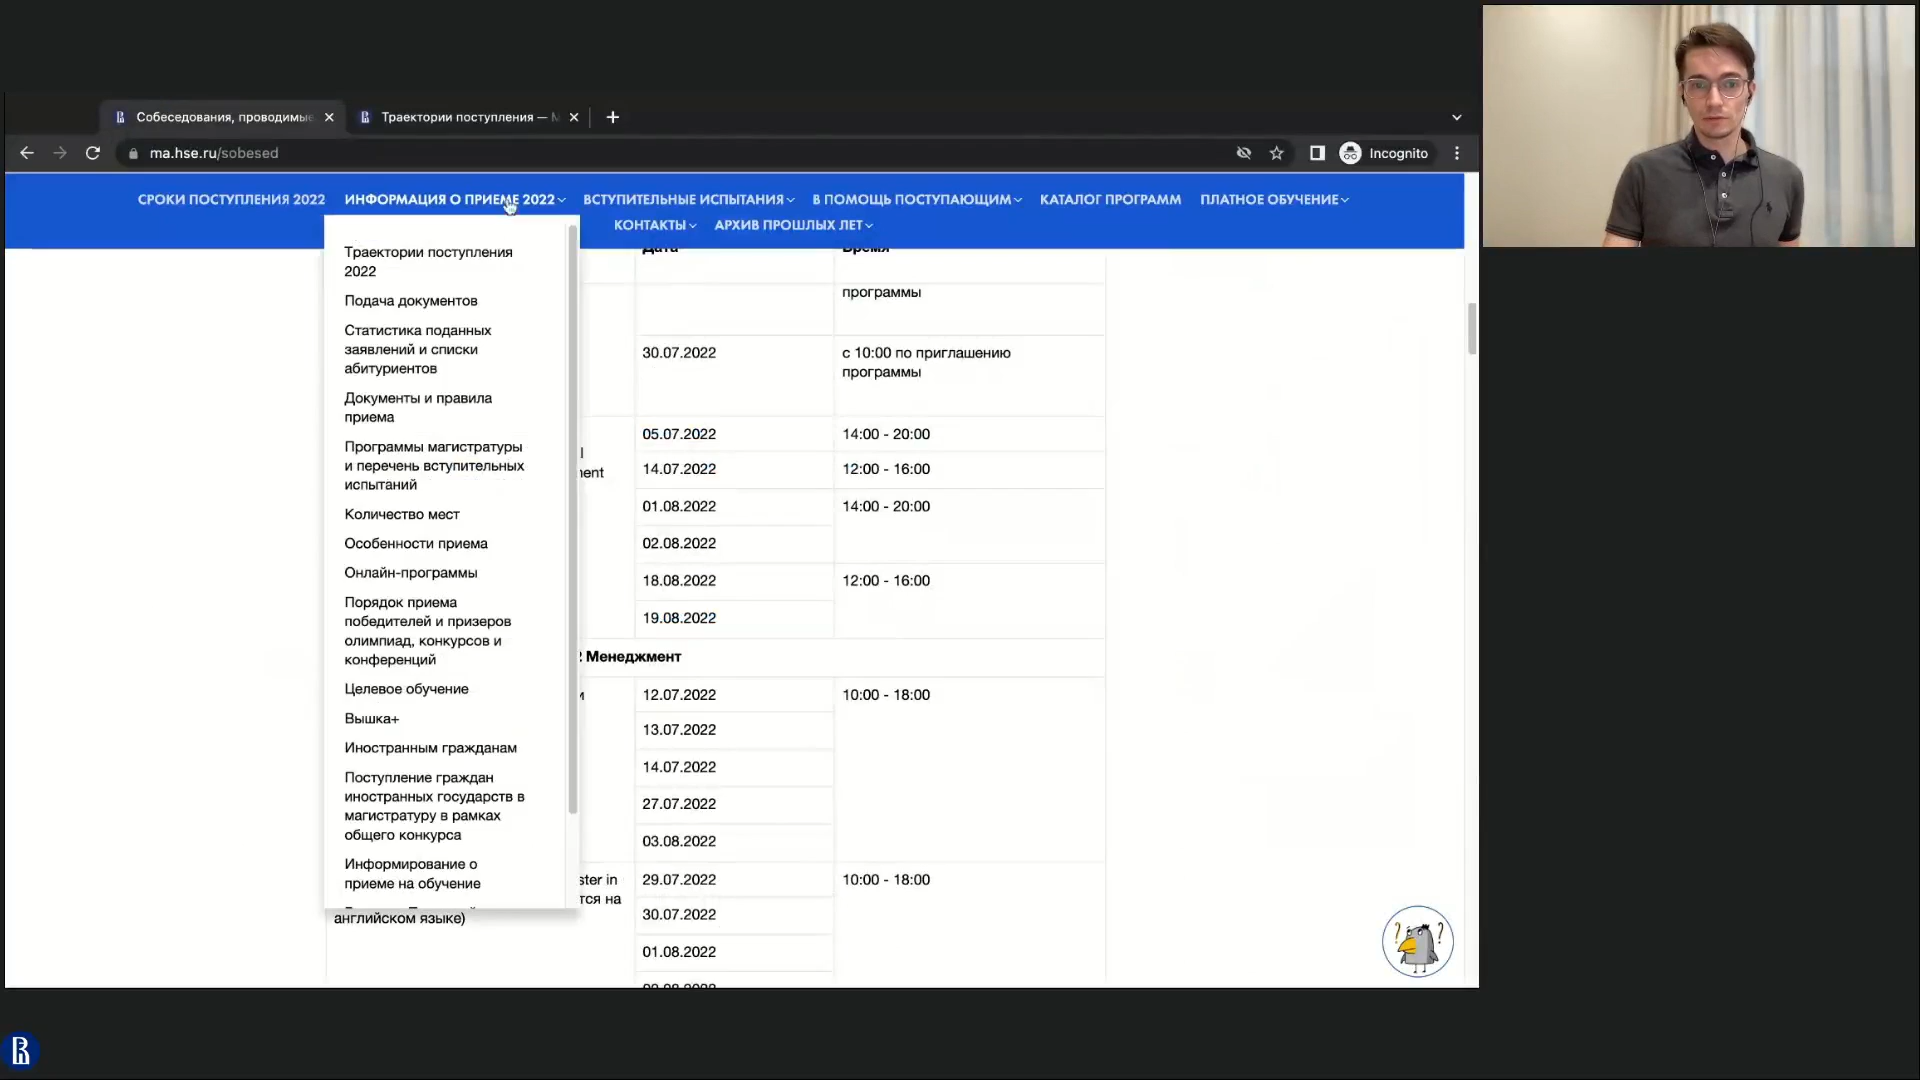 Собеседования, проводимые
Траектории поступления — М
ma.hse.ru/sobesed
Incognito
СРОКИ ПОСТУПЛЕНИЯ 2022
ИНФОРМАЦИЯ О ПРИЕМЕ 2022
ВСТУПИТЕЛЬНЫЕ ИСПЫТАНИЯ
В ПОМОЩЬ ПОСТУПАЮЩИМ
КАТАЛОГ ПРОГРАММ
ПЛАТНОЕ ОБУЧЕНИЕ
КОНТАКТЫ
АРХИВ ПРОШЛЫХ ЛЕТ
Траектории поступления
2022
Подача документов
Статистика поданных
заявлений и списки
абитуриентов
Документы и правила
приема
Программы магистратуры
и перечень вступительных
испытаний
Количество мест
Особенности приема
Онлайн-программы
Порядок приема
победителей и призеров
олимпиад, конкурсов и
конференций
Целевое обучение
Вышка+
Иностранным гражданам
Поступление граждан
иностранных государств в
магистратуру в рамках
общего конкурса
Информирование о
приеме на обучение
английском языке)
Дата
Время
программы
30.07.2022
с 10:00 по приглашению
программы
05.07.2022
14:00 - 20:00
14.07.2022
12:00 - 16:00
01.08.2022
14:00 - 20:00
02.08.2022
18.08.2022
12:00 - 16:00
19.08.2022
2 Менеджмент
12.07.2022
10:00 - 18:00
13.07.2022
14.07.2022
27.07.2022
03.08.2022
ster in
тся на
29.07.2022
10:00 - 18:00
30.07.2022
01.08.2022
? ?